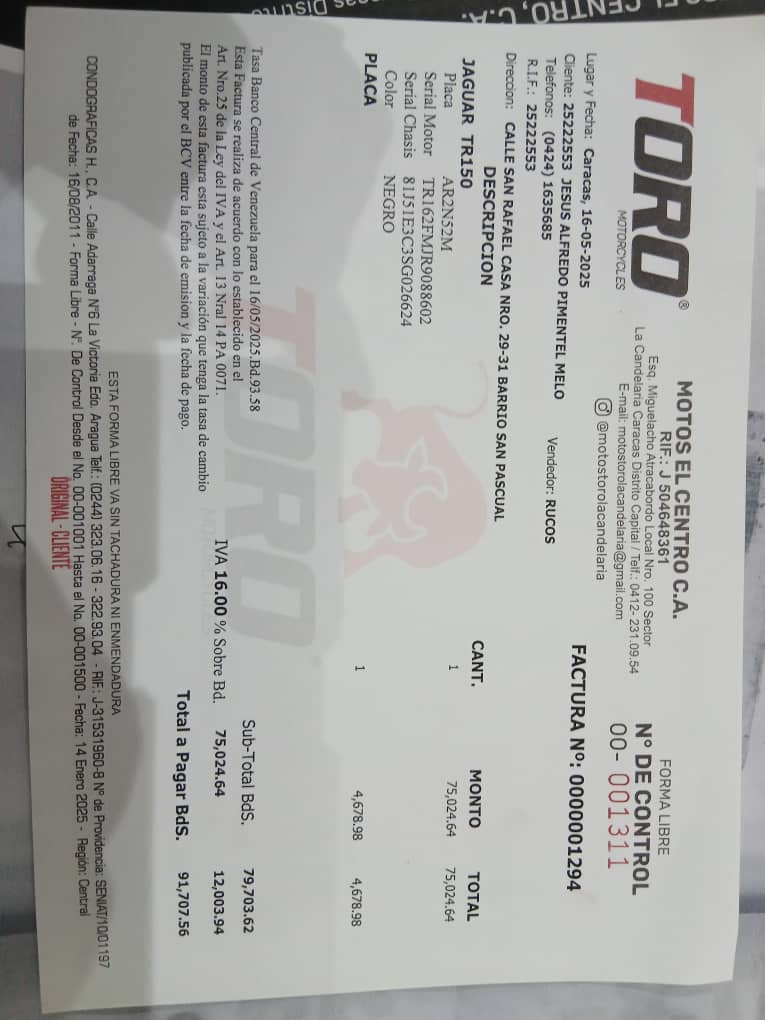 TORO®
MOTORCYCLES
MOTOS EL CENTRO C.A.
RIF.: J 504648361
Esq. Miguelacho Atracabordo Local Nro. 100 Sector
La Candelaria Caracas Distrito Capital / Telf.: 0412- 231.09.54
E-mail: motostorolacandelaria@gmail.com
@motostorolacandelaria
FORMA LIBRE
Nº DE CONTROL
00- 001311
FACTURA Nº: 0000001294
Lugar y Fecha: Caracas, 16-05-2025
Cliente: 25222553 JESUS ALFREDO PIMENTEL MELO
Telefonos: (0424) 1635685 Vendedor: RUCOS
R.I.F.: 25222553
Direccion: CALLE SAN RAFAEL CASA NRO. 29-31 BARRIO SAN PASCUAL
DESCRIPCION CANT. MONTO TOTAL
JAGUAR TR150 1 75,024.64 75,024.64
Placa AR2N52M
Serial Motor TR162FMJR9088602
Serial Chasis 81J51E3C3SG026624
Color NEGRO
PLACA 1 4,678.98 4,678.98
TORO
Tasa Banco Central de Venezuela para el 16/05/2025.Bd.93.58
Esta Factura se realiza de acuerdo con lo establecido en el
Art. Nro.25 de la Ley del IVA y el Art. 13 Nral 14 PA 0071.
El monto de esta factura esta sujeto a la variación que tenga la tasa de cambio
publicada por el BCV entre la fecha de emision y la fecha de pago.
Sub-Total BdS. 79,703.62
IVA 16.00 % Sobre Bd. 75,024.64 12,003.94
Total a Pagar BdS. 91,707.56
ESTA FORMA LIBRE VA SIN TACHADURA NI ENMENDADURA
CONDOGRAFICAS H., C.A. - Calle Adarraga Nº6 La Victoria Edo. Aragua Telf.: (0244) 323.06.16 - 322.93.04 - RIF.: J-31531960-8 Nº de Providencia: SENIAT/10/01197
de Fecha: 16/08/2011 - Forma Libre - Nº. De Control Desde el No. 00-001001 Hasta el No. 00-001500 - Fecha: 14 Enero 2025 - Región: Central
ORIGINAL - CLIENTE